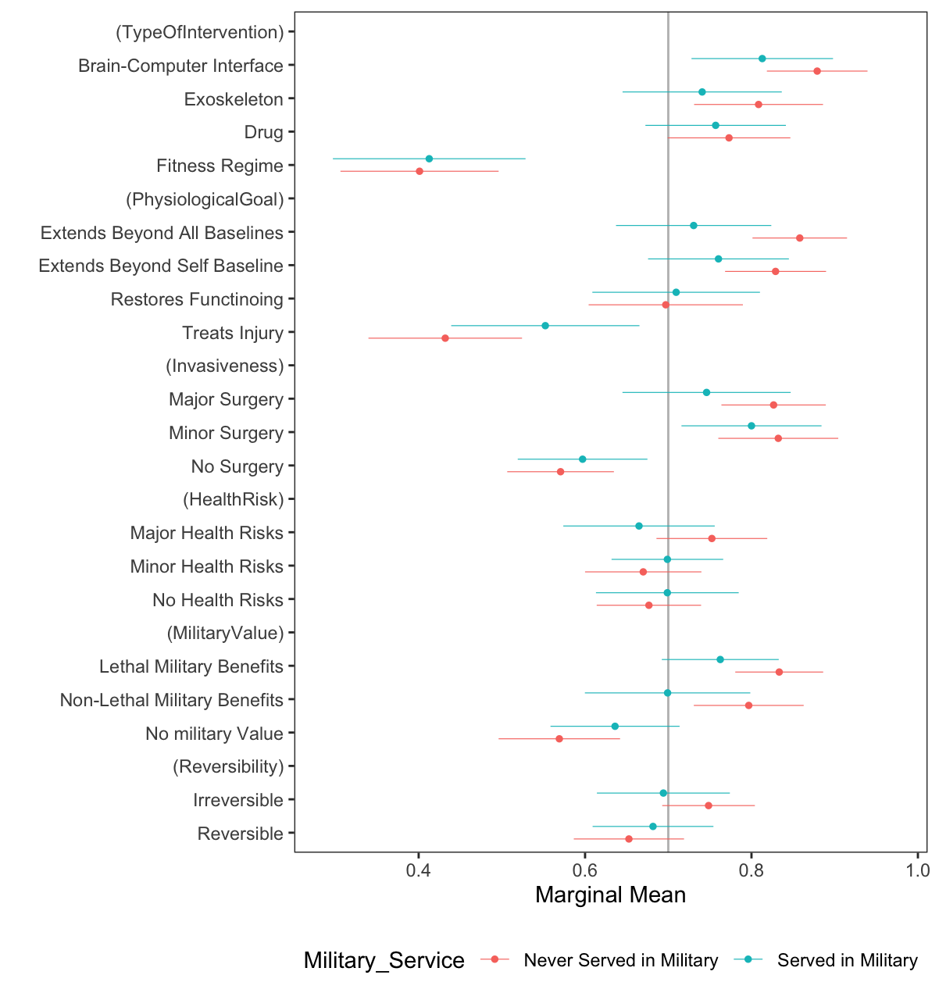 (TypeOfIntervention)
Brain-Computer Interface
Exoskeleton
Drug
Fitness Regime
(PhysiologicalGoal)
Extends Beyond All Baselines
Extends Beyond Self Baseline
Restores Functinoing
Treats Injury
(Invasiveness)
Major Surgery
Minor Surgery
No Surgery
(HealthRisk)
Major Health Risks
Minor Health Risks
No Health Risks
(MilitaryValue)
Lethal Military Benefits
Non-Lethal Military Benefits
No military Value
(Reversibility)
Irreversible
Reversible
0.4 0.6 0.8 1.0
Marginal Mean
Military_Service Never Served in Military Served in Military